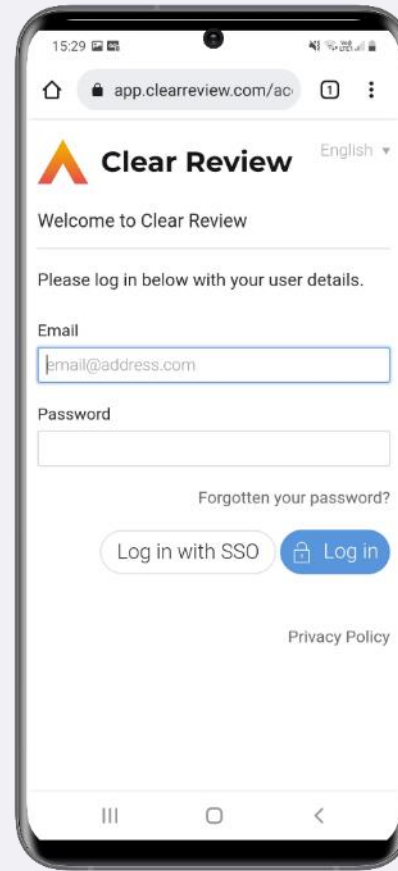 15:29
app.clearreview.com/acc
1
Clear Review
English
Welcome to Clear Review
Please log in below with your user details.
Email
email@address.com
Password
Forgotten your password?
Log in with SSO
Log in
Privacy Policy